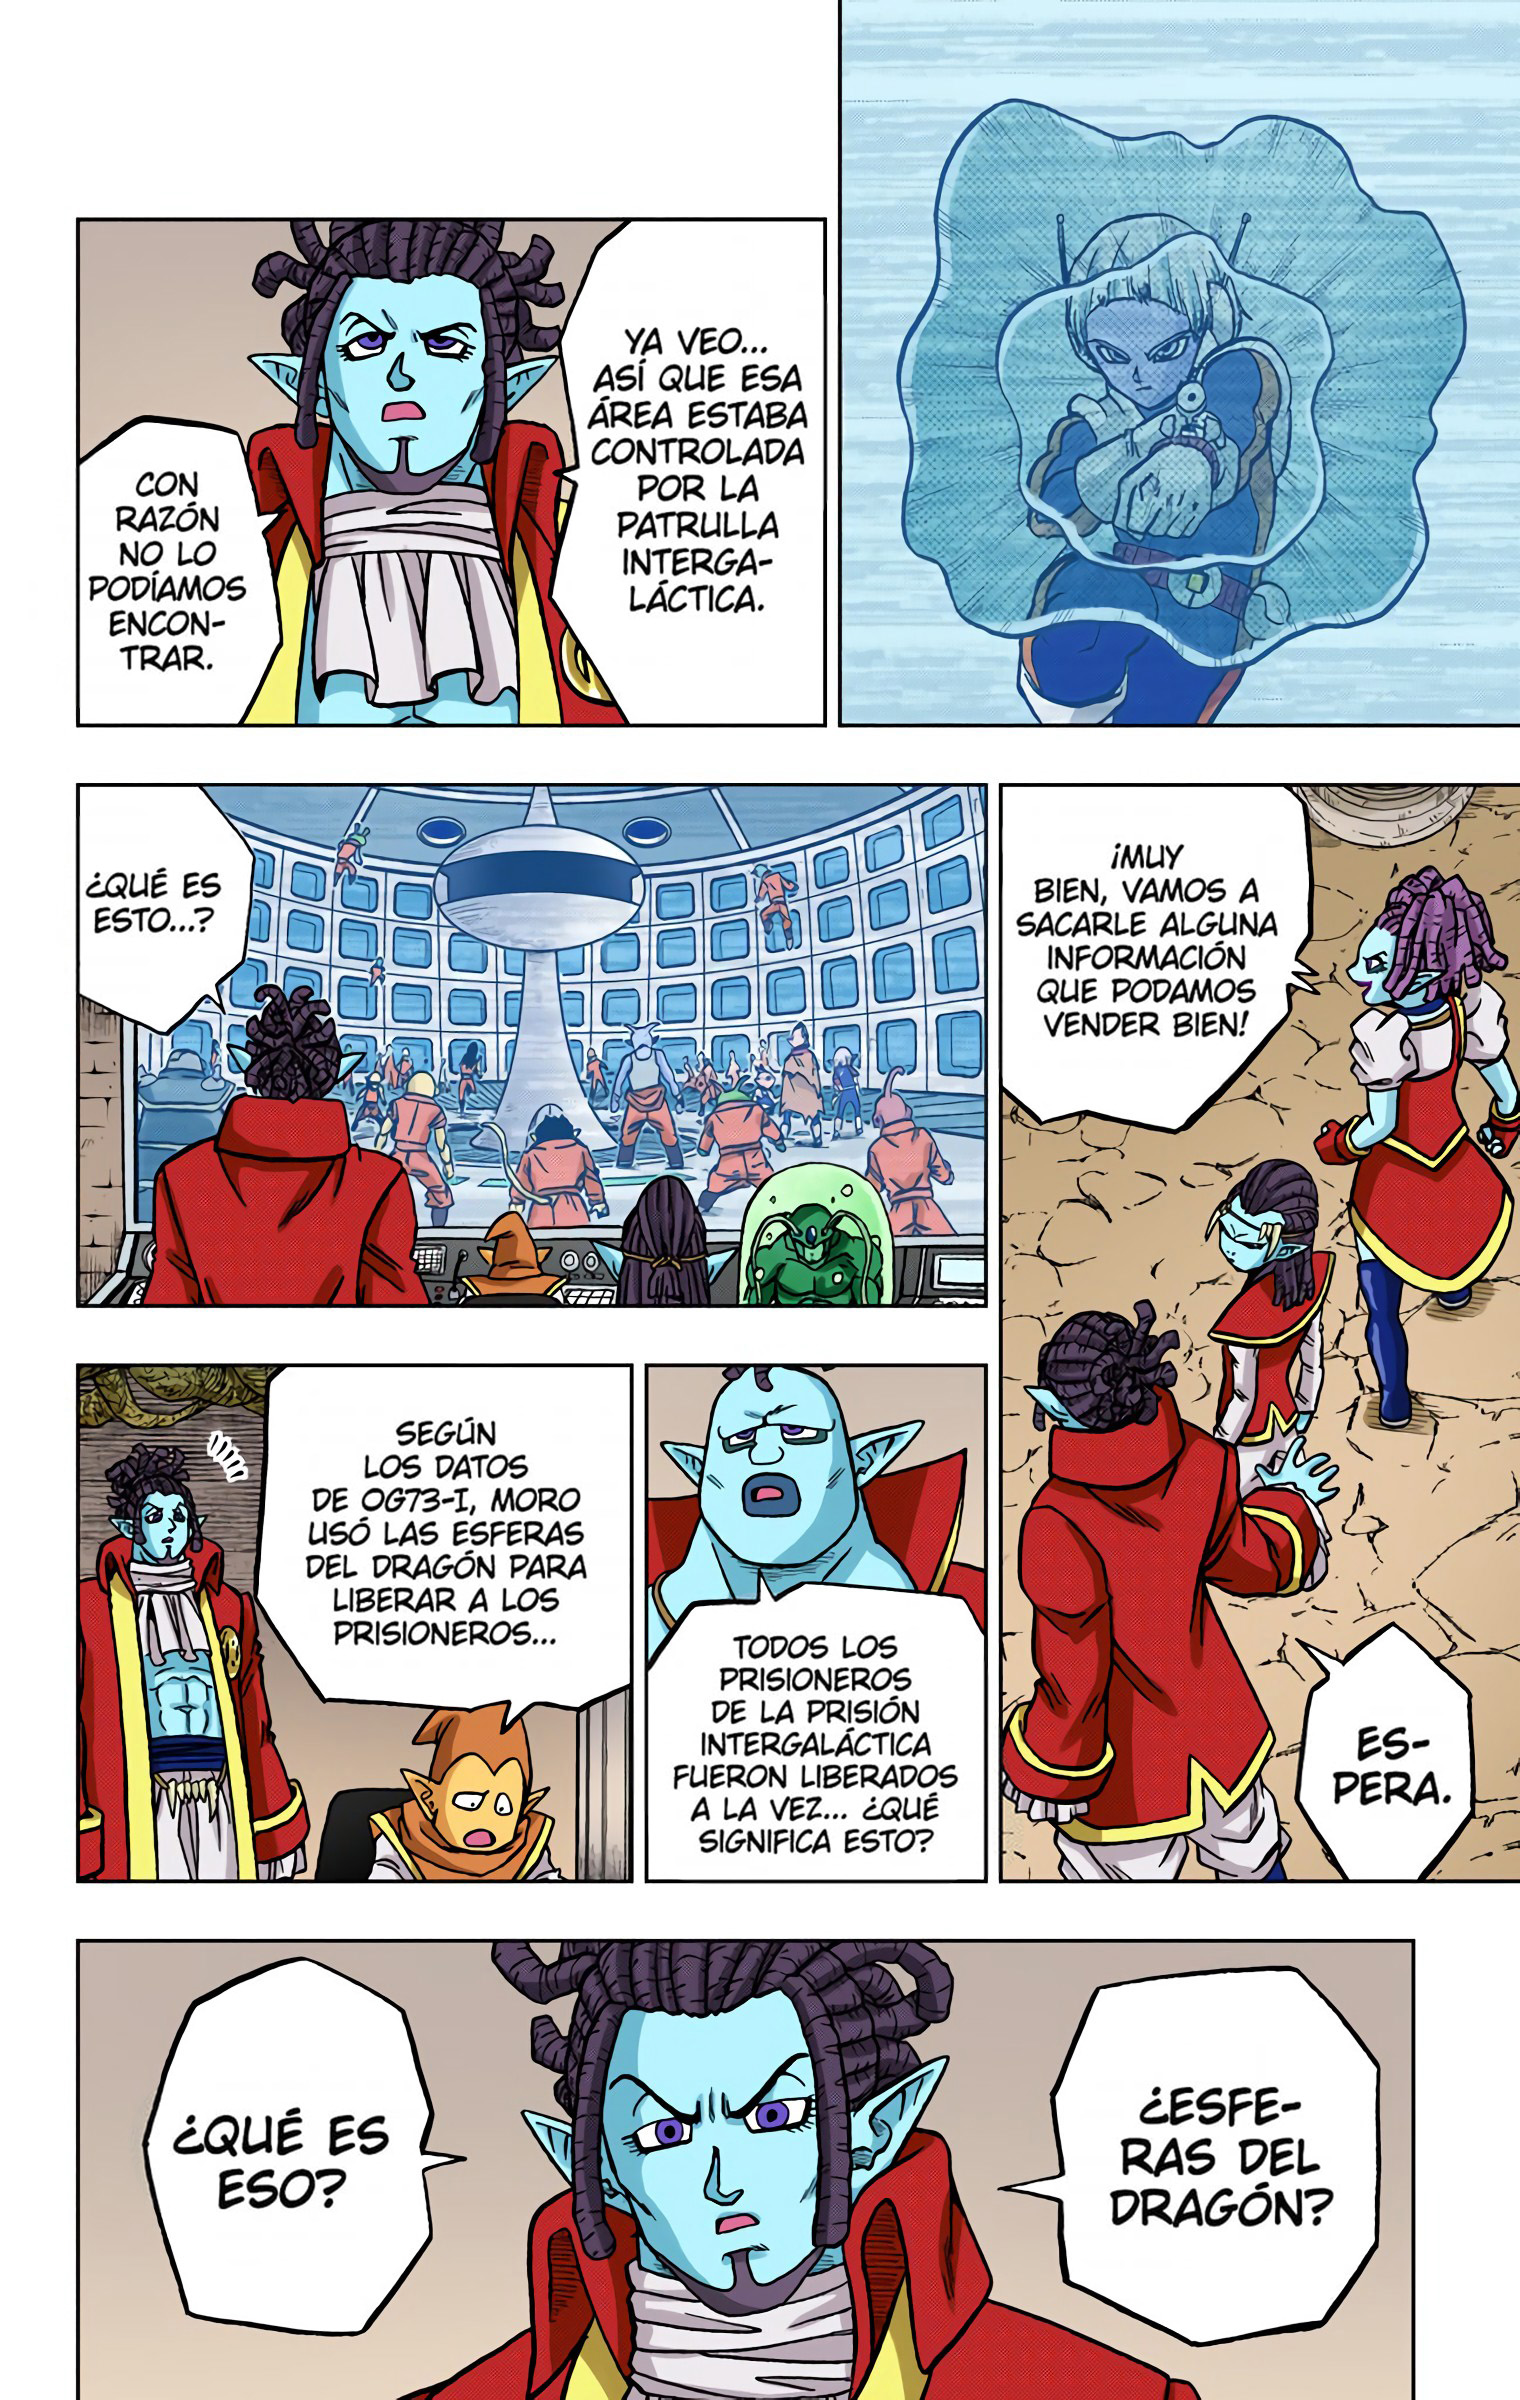 YA VEO...
ASÍ QUE ESA
ÁREA ESTABA
CONTROLADA
POR LA
PATRULLA
INTERGA-
LÁCTICA.
CON
RAZÓN
NO LO
PODÍAMOS
ENCON-
TRAR.
¡MUY
BIEN, VAMOS A
SACARLE ALGUNA
INFORMACIÓN
QUE PODAMOS
VENDER BIEN!
ES-
PERA.
¿QUÉ ES
ESTO...?
TODOS LOS
PRISIONEROS
DE LA PRISIÓN
INTERGALÁCTICA
FUERON LIBERADOS
A LA VEZ... ¿QUÉ
SIGNIFICA ESTO?
SEGÚN
LOS DATOS
DE OG73-I, MORO
USÓ LAS ESFERAS
DEL DRAGÓN PARA
LIBERAR A LOS
PRISIONEROS...
¿ESFE-
RAS DEL
DRAGÓN?
¿QUÉ ES
ESO?